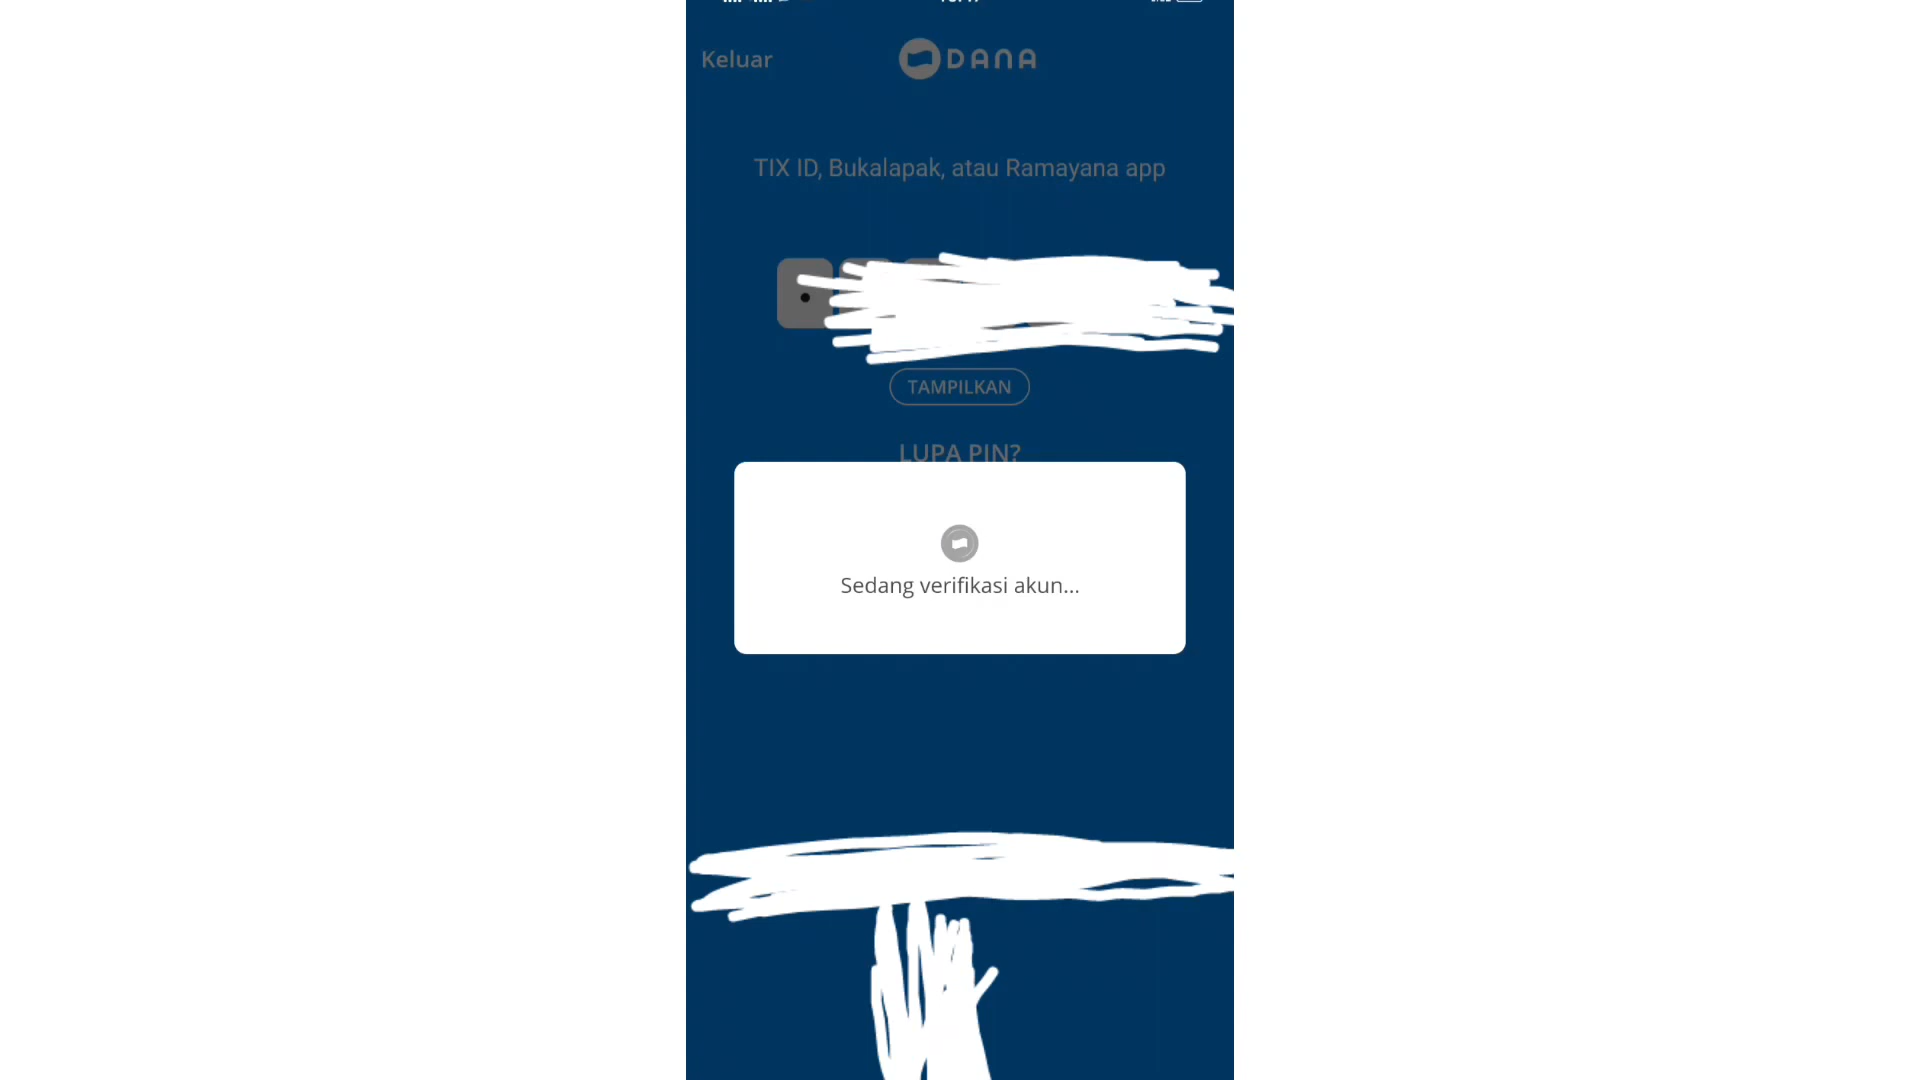 Keluar
DANA
TIX ID, Bukalapak, atau Ramayana app
TAMPILKAN
LUPA PIN?
Sedang verifikasi akun...